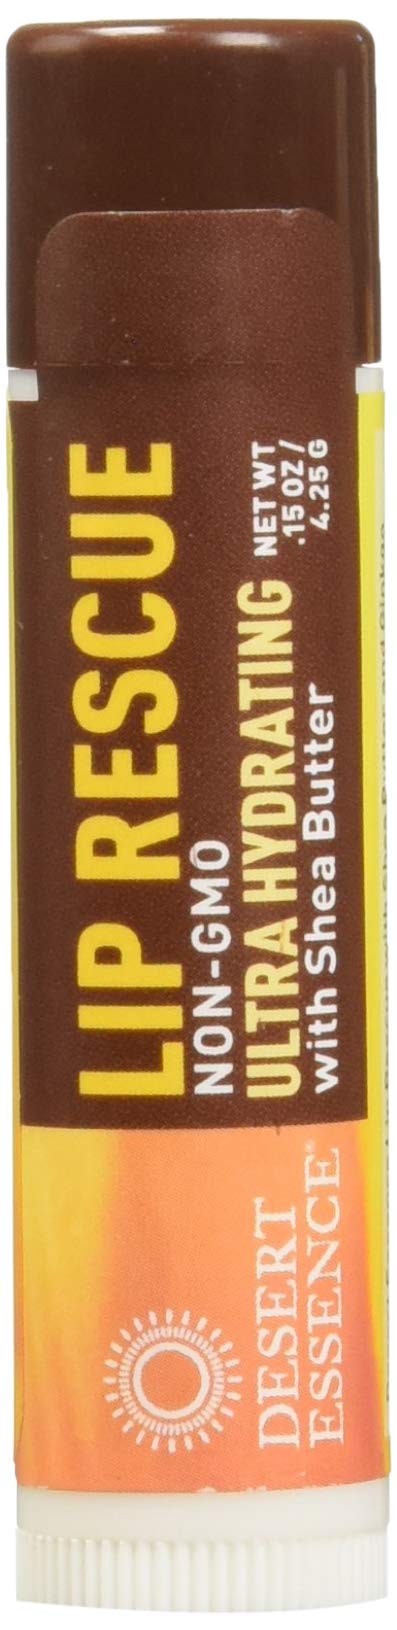 LIP RESCUE
NON-GMO
ULTRA HYDRATING
with Shea Butter
NET WT
.15 OZ /
4.25 G
DESERT
ESSENCE®